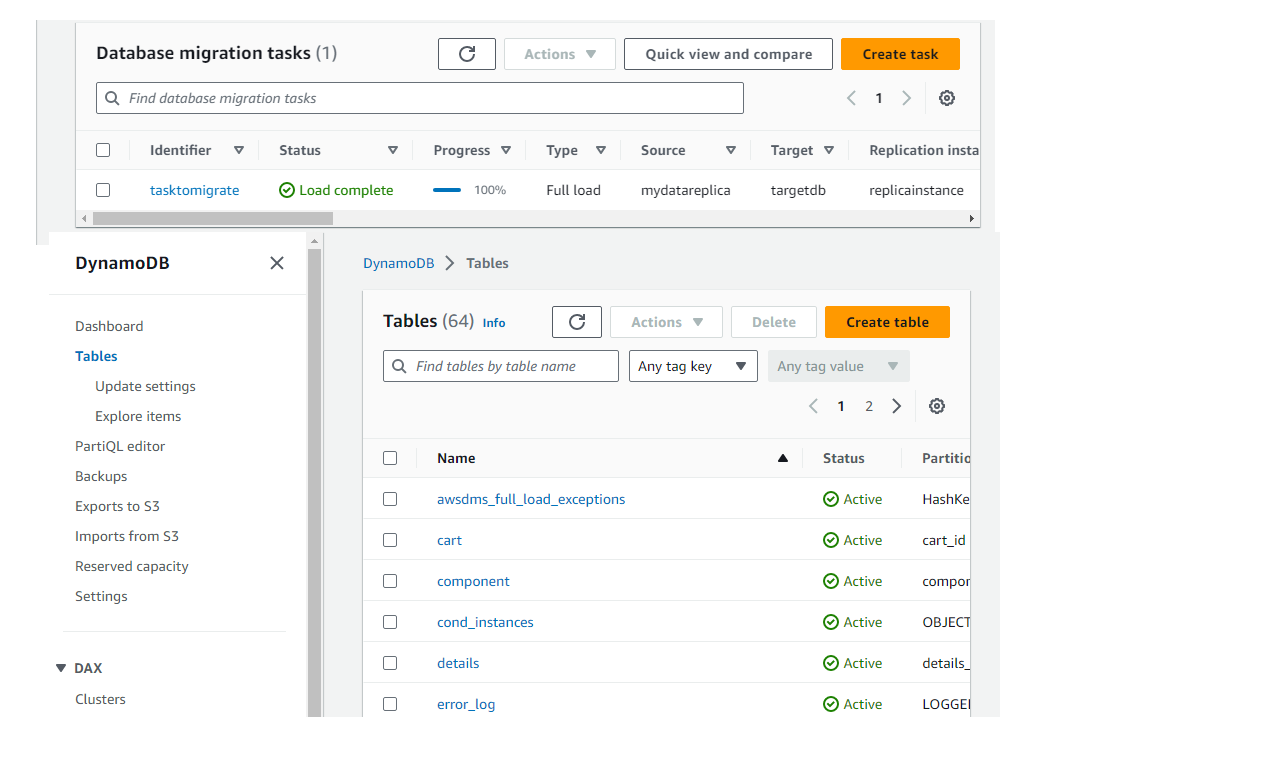 Database migration tasks (1)
Actions
Quick view and compare
Create task
Find database migration tasks
1
Identifier Status Progress Type Source Target Replication insta
tasktomigrate Load complete 100% Full load mydatareplica targetdb replicainstance
DynamoDB
Dashboard
Tables
Update settings
Explore items
PartiQL editor
Backups
Exports to S3
Imports from S3
Reserved capacity
Settings
DAX
Clusters
DynamoDB Tables
Tables (64) Info
Actions
Delete
Create table
Find tables by table name
Any tag key
Any tag value
1 2
Name Status Partitio
awsdms_full_load_exceptions Active HashKe
cart Active cart_id
component Active compor
cond_instances Active OBJECT
details Active details_
error_log Active LOGGE